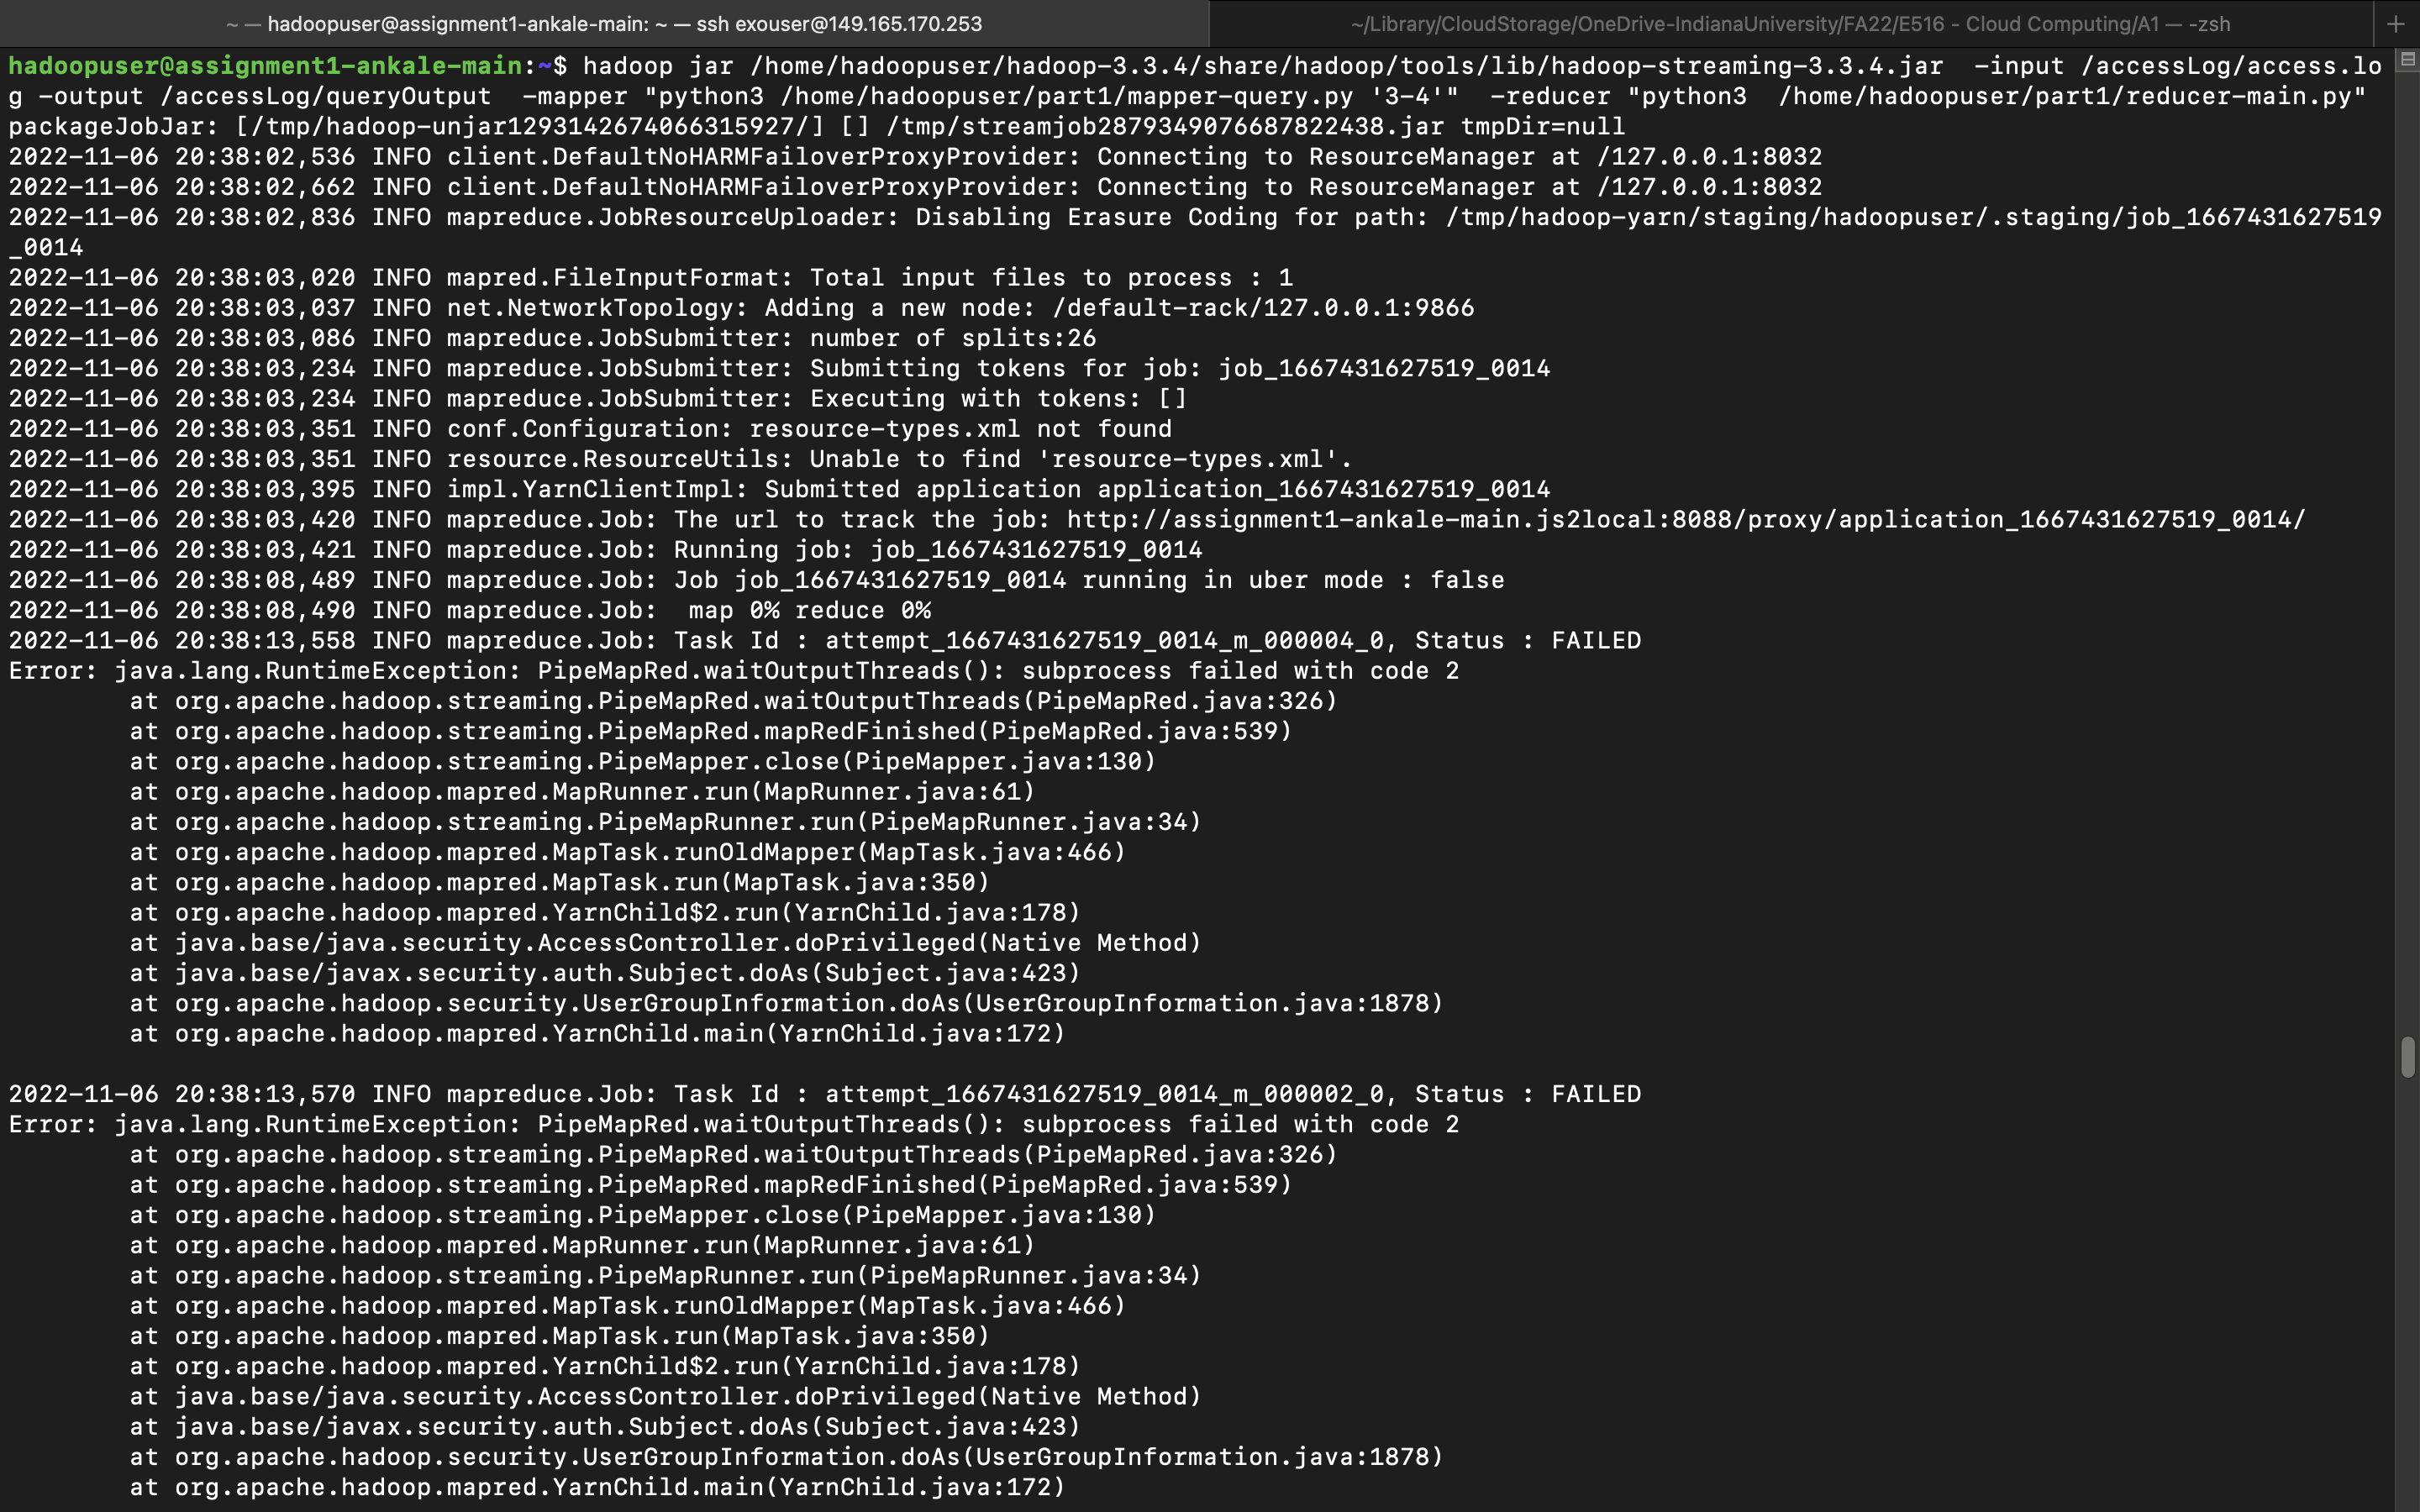 ~ — hadoopuser@assignment1-ankale-main: ~ — ssh exouser@149.165.170.253
~/Library/CloudStorage/OneDrive-IndianaUniversity/FA22/E516 - Cloud Computing/A1 — -zsh
hadoopuser@assignment1-ankale-main:~$ hadoop jar /home/hadoopuser/hadoop-3.3.4/share/hadoop/tools/lib/hadoop-streaming-3.3.4.jar  -input /accessLog/access.lo
g -output /accessLog/queryOutput  -mapper "python3 /home/hadoopuser/part1/mapper-query.py '3-4'"  -reducer "python3  /home/hadoopuser/part1/reducer-main.py"
packageJobJar: [/tmp/hadoop-unjar1293142674066315927/] [] /tmp/streamjob2879349076687822438.jar tmpDir=null
2022-11-06 20:38:02,536 INFO client.DefaultNoHARMFailoverProxyProvider: Connecting to ResourceManager at /127.0.0.1:8032
2022-11-06 20:38:02,662 INFO client.DefaultNoHARMFailoverProxyProvider: Connecting to ResourceManager at /127.0.0.1:8032
2022-11-06 20:38:02,836 INFO mapreduce.JobResourceUploader: Disabling Erasure Coding for path: /tmp/hadoop-yarn/staging/hadoopuser/.staging/job_1667431627519
_0014
2022-11-06 20:38:03,020 INFO mapred.FileInputFormat: Total input files to process : 1
2022-11-06 20:38:03,037 INFO net.NetworkTopology: Adding a new node: /default-rack/127.0.0.1:9866
2022-11-06 20:38:03,086 INFO mapreduce.JobSubmitter: number of splits:26
2022-11-06 20:38:03,234 INFO mapreduce.JobSubmitter: Submitting tokens for job: job_1667431627519_0014
2022-11-06 20:38:03,234 INFO mapreduce.JobSubmitter: Executing with tokens: []
2022-11-06 20:38:03,351 INFO conf.Configuration: resource-types.xml not found
2022-11-06 20:38:03,351 INFO resource.ResourceUtils: Unable to find 'resource-types.xml'.
2022-11-06 20:38:03,395 INFO impl.YarnClientImpl: Submitted application application_1667431627519_0014
2022-11-06 20:38:03,420 INFO mapreduce.Job: The url to track the job: http://assignment1-ankale-main.js2local:8088/proxy/application_1667431627519_0014/
2022-11-06 20:38:03,421 INFO mapreduce.Job: Running job: job_1667431627519_0014
2022-11-06 20:38:08,489 INFO mapreduce.Job: Job job_1667431627519_0014 running in uber mode : false
2022-11-06 20:38:08,490 INFO mapreduce.Job:  map 0% reduce 0%
2022-11-06 20:38:13,558 INFO mapreduce.Job: Task Id : attempt_1667431627519_0014_m_000004_0, Status : FAILED
Error: java.lang.RuntimeException: PipeMapRed.waitOutputThreads(): subprocess failed with code 2
        at org.apache.hadoop.streaming.PipeMapRed.waitOutputThreads(PipeMapRed.java:326)
        at org.apache.hadoop.streaming.PipeMapRed.mapRedFinished(PipeMapRed.java:539)
        at org.apache.hadoop.streaming.PipeMapper.close(PipeMapper.java:130)
        at org.apache.hadoop.mapred.MapRunner.run(MapRunner.java:61)
        at org.apache.hadoop.streaming.PipeMapRunner.run(PipeMapRunner.java:34)
        at org.apache.hadoop.mapred.MapTask.runOldMapper(MapTask.java:466)
        at org.apache.hadoop.mapred.MapTask.run(MapTask.java:350)
        at org.apache.hadoop.mapred.YarnChild$2.run(YarnChild.java:178)
        at java.base/java.security.AccessController.doPrivileged(Native Method)
        at java.base/javax.security.auth.Subject.doAs(Subject.java:423)
        at org.apache.hadoop.security.UserGroupInformation.doAs(UserGroupInformation.java:1878)
        at org.apache.hadoop.mapred.YarnChild.main(YarnChild.java:172)

2022-11-06 20:38:13,570 INFO mapreduce.Job: Task Id : attempt_1667431627519_0014_m_000002_0, Status : FAILED
Error: java.lang.RuntimeException: PipeMapRed.waitOutputThreads(): subprocess failed with code 2
        at org.apache.hadoop.streaming.PipeMapRed.waitOutputThreads(PipeMapRed.java:326)
        at org.apache.hadoop.streaming.PipeMapRed.mapRedFinished(PipeMapRed.java:539)
        at org.apache.hadoop.streaming.PipeMapper.close(PipeMapper.java:130)
        at org.apache.hadoop.mapred.MapRunner.run(MapRunner.java:61)
        at org.apache.hadoop.streaming.PipeMapRunner.run(PipeMapRunner.java:34)
        at org.apache.hadoop.mapred.MapTask.runOldMapper(MapTask.java:466)
        at org.apache.hadoop.mapred.MapTask.run(MapTask.java:350)
        at org.apache.hadoop.mapred.YarnChild$2.run(YarnChild.java:178)
        at java.base/java.security.AccessController.doPrivileged(Native Method)
        at java.base/javax.security.auth.Subject.doAs(Subject.java:423)
        at org.apache.hadoop.security.UserGroupInformation.doAs(UserGroupInformation.java:1878)
        at org.apache.hadoop.mapred.YarnChild.main(YarnChild.java:172)